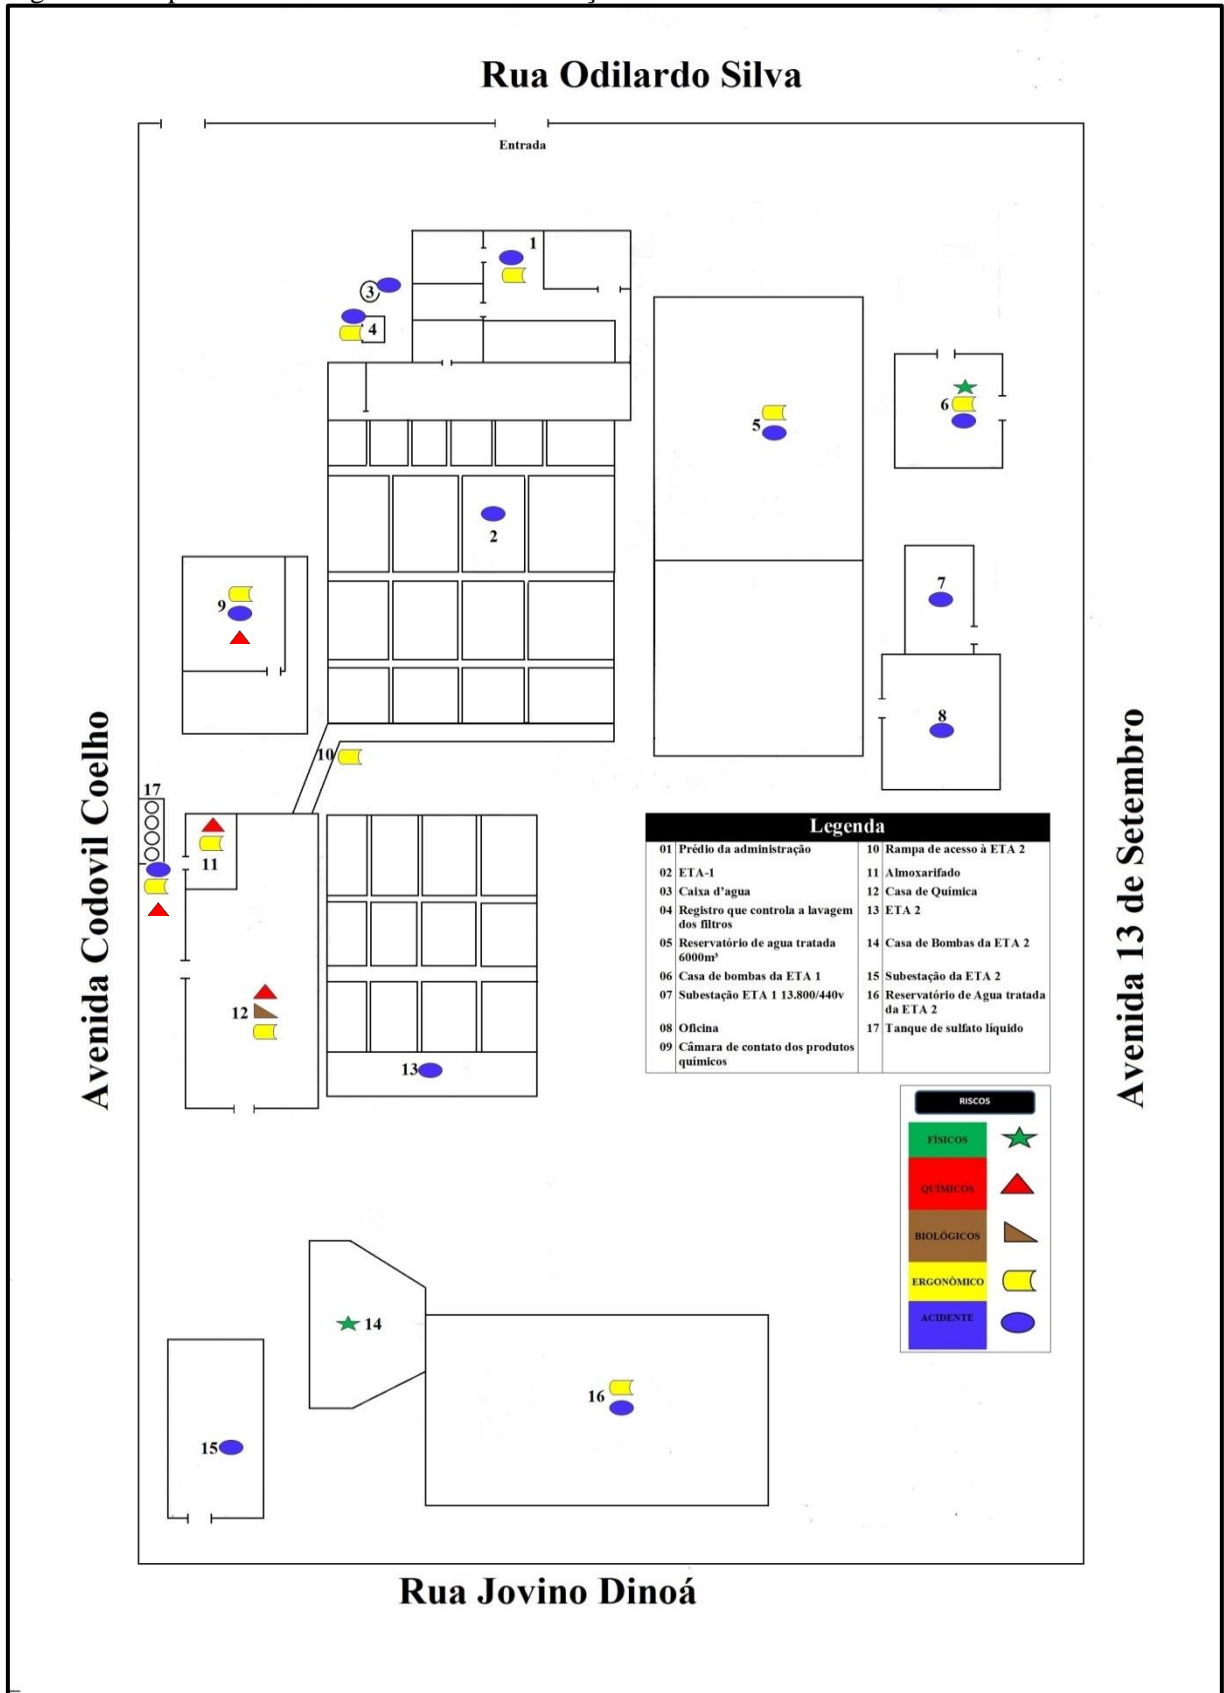 Rua Odilardo Silva
Entrada
1
3
4
5
6
2
7
9
8
10
17
11
12
13
Avenida Codovil Coelho
Avenida 13 de Setembro
Legenda
01 Prédio da administração
02 ETA-1
03 Caixa d'agua
04 Registro que controla a lavagem
dos filtros
05 Reservatório de agua tratada
6000m³
06 Casa de bombas da ETA 1
07 Subestação ETA 1 13.800/440v
08 Oficina
09 Câmara de contato dos produtos
químicos
10 Rampa de acesso à ETA 2
11 Almoxarifado
12 Casa de Química
13 ETA 2
14 Casa de Bombas da ETA 2
15 Subestação da ETA 2
16 Reservatório de Agua tratada
da ETA 2
17 Tanque de sulfato líquido
RISCOS
FÍSICOS
QUÍMICOS
BIOLÓGICOS
ERGONÔMICO
ACIDENTE
14
16
15
Rua Jovino Dinoá